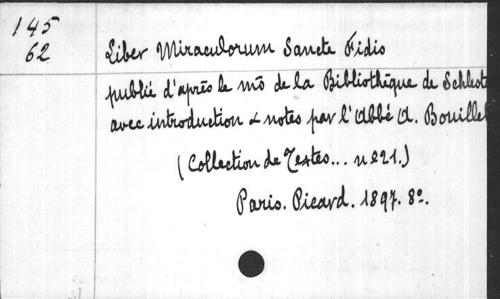 145
62
Liber Miraculorum Sancte Fidis
publié d'après le ms de la Bibliothèque de Schlest
avec introduction & notes par l'Abbé A. Bouillet
(Collection de Textes... n° 21.)
Paris. Picard. 1897. 8°.